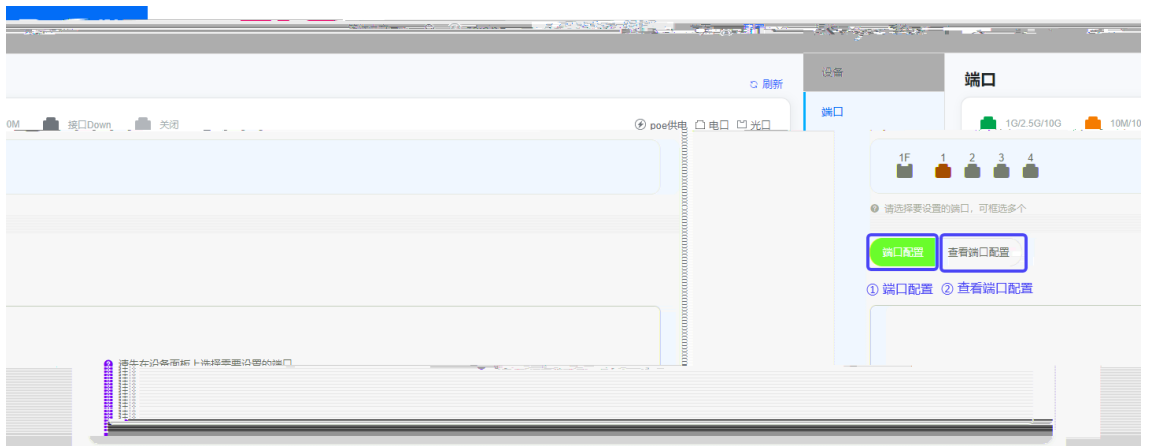 刷新
设备
端口
端口
0M 接口Down 关闭
poe供电 电口 光口
1G/2.5G/10G 10M/10
1F 1 2 3 4
请选择要设置的端口，可框选多个
端口配置 查看端口配置
① 端口配置 ② 查看端口配置
请先在设备面板上选择需要设置的端口